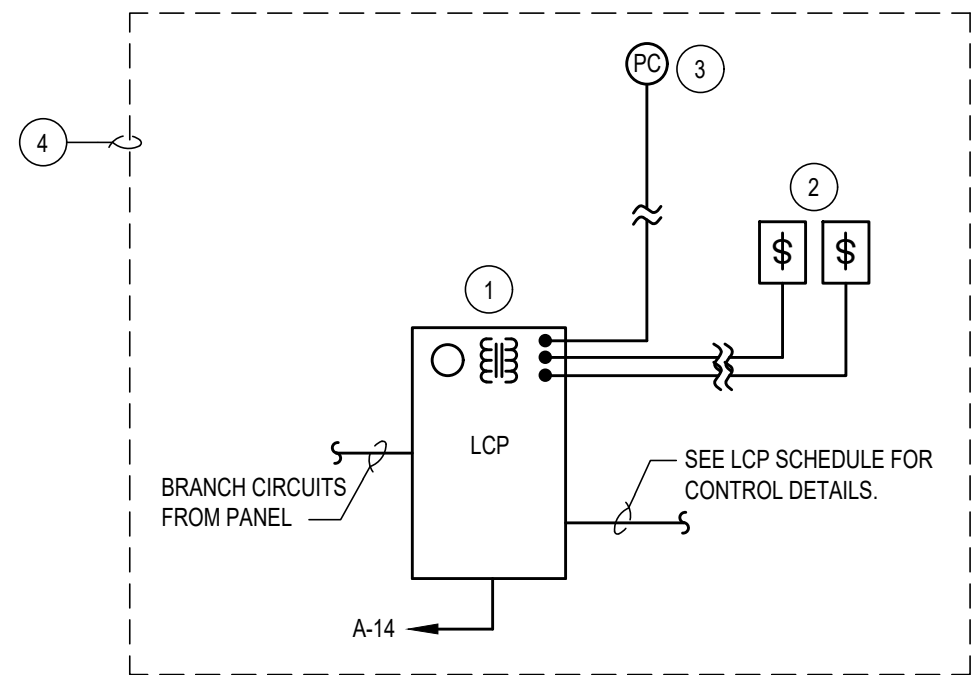 PC
3
4
2
$ $
1
LCP
BRANCH CIRCUITS
FROM PANEL
SEE LCP SCHEDULE FOR
CONTROL DETAILS.
A-14